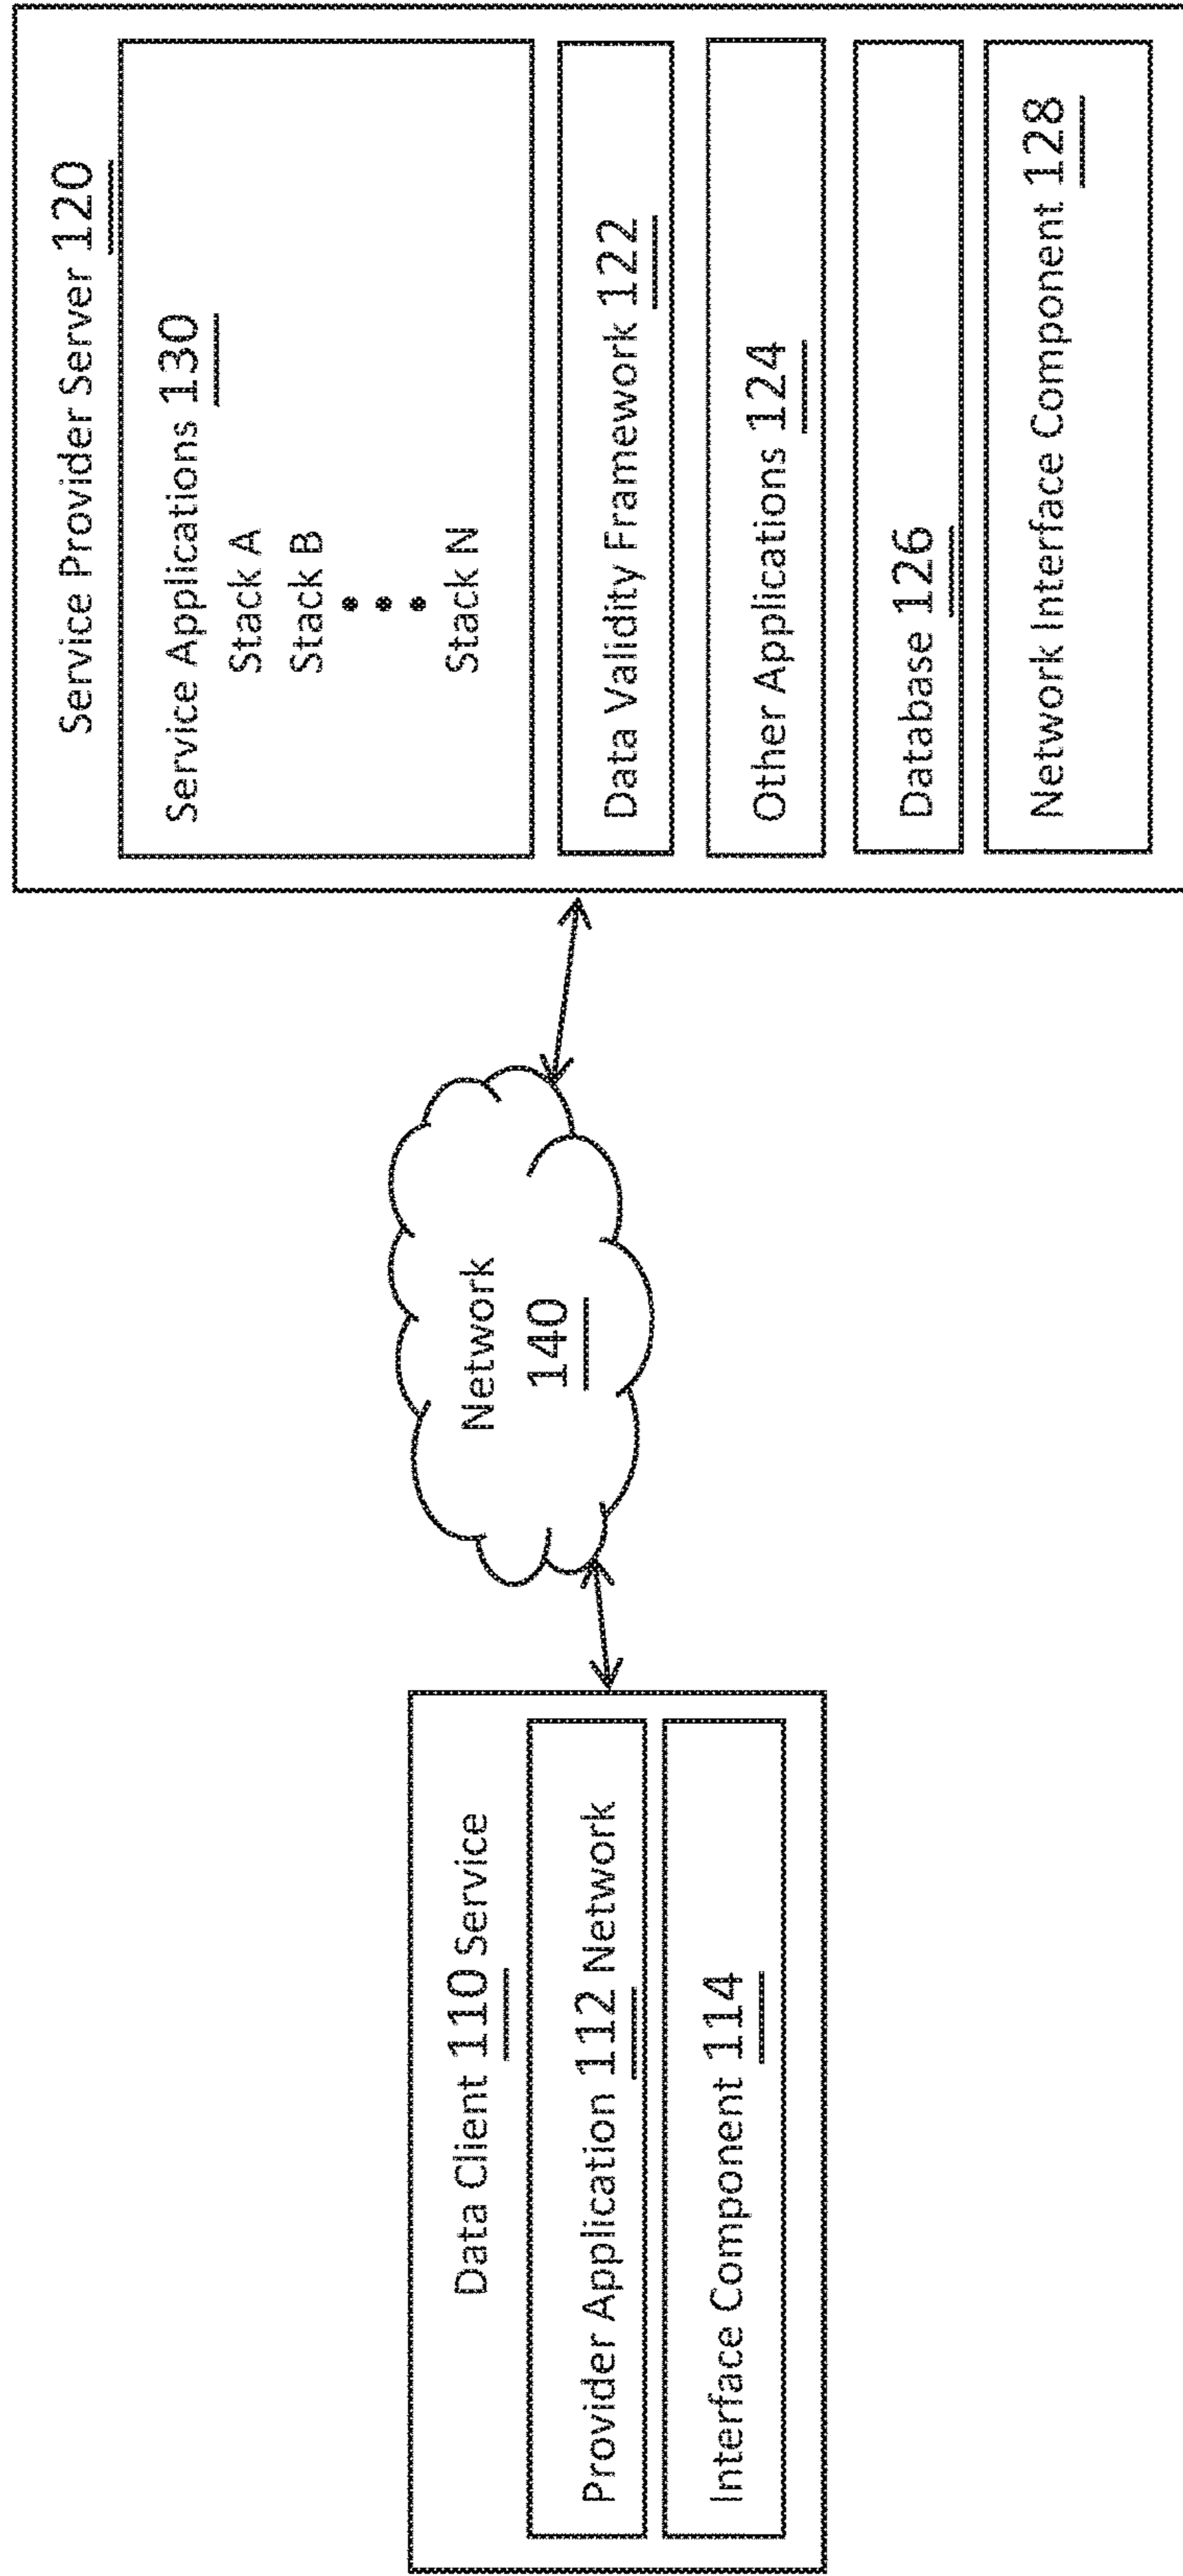 Data Client 110 Service
Provider Application 112 Network
Interface Component 114
Network
140
Service Provider Server 120
Service Applications 130
Stack A
Stack B
Stack N
Data Validity Framework 122
Other Applications 124
Database 126
Network Interface Component 128